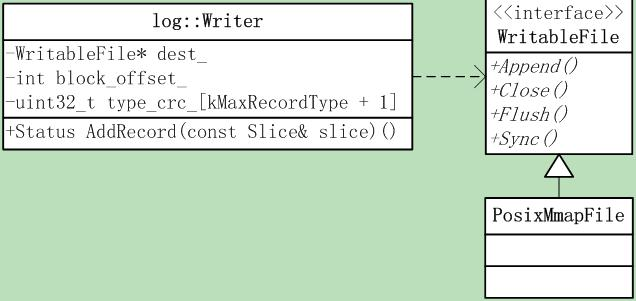 log::Writer
-WritableFile* dest_
-int block_offset_
-uint32_t type_crc_[kMaxRecordType + 1]
+Status AddRecord(const Slice& slice)()
<<interface>>
WritableFile
+Append()
+Close()
+Flush()
+Sync()
PosixMmapFile